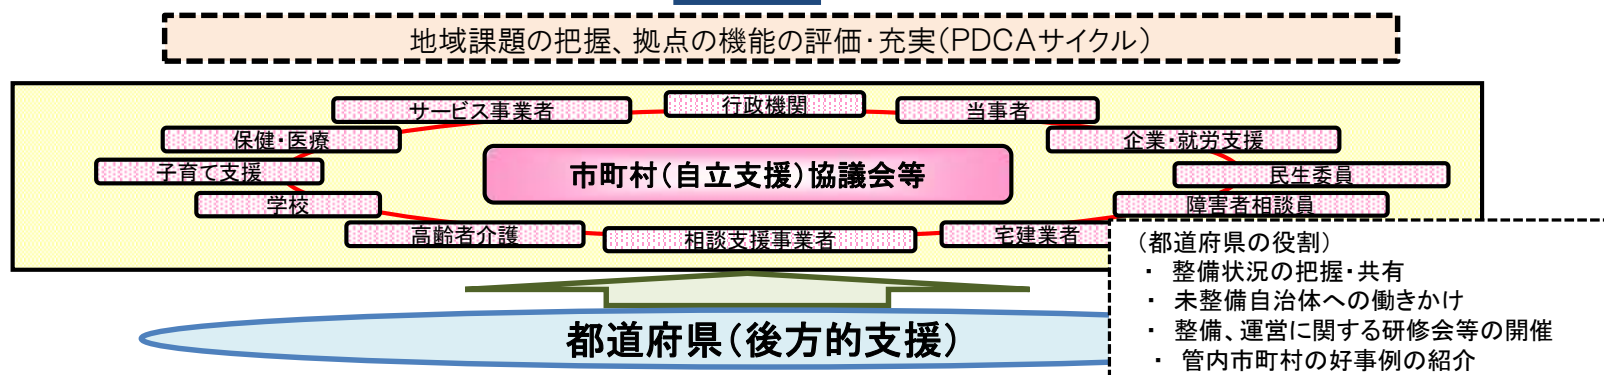 地域課題の把握、拠点の機能の評価・充実(PDCAサイクル)
サービス事業者
行政機関
当事者
保健・医療
企業・就労支援
子育て支援
市町村(自立支援)協議会等
民生委員
学校
障害者相談員
高齢者介護
相談支援事業者
宅建業者
(都道府県の役割)
・ 整備状況の把握・共有
・ 未整備自治体への働きかけ
・ 整備、運営に関する研修会等の開催
・ 管内市町村の好事例の紹介
都道府県(後方的支援)